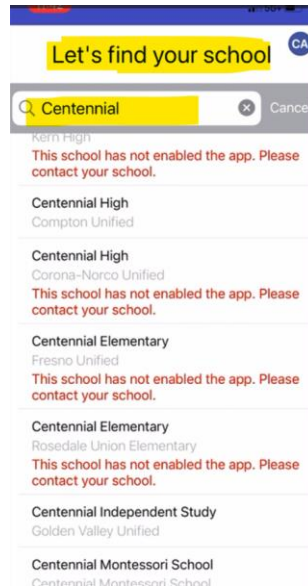 Let's find your school
CA
Centennial
Cance
Kern High
This school has not enabled the app. Please
contact your school.
Centennial High
Compton Unified
Centennial High
Corona-Norco Unified
This school has not enabled the app. Please
contact your school.
Centennial Elementary
Fresno Unified
This school has not enabled the app. Please
contact your school.
Centennial Elementary
Rosedale Union Elementary
This school has not enabled the app. Please
contact your school.
Centennial Independent Study
Golden Valley Unified
Centennial Montessori School
Centennial Montessori School